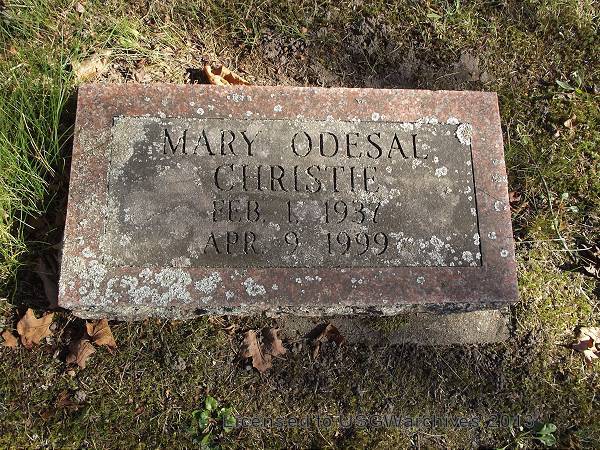 MARY ODESAL
CHRISTIE
FEB. 1, 1937
APR. 9, 1999
Licensed to USGWarchives 2013